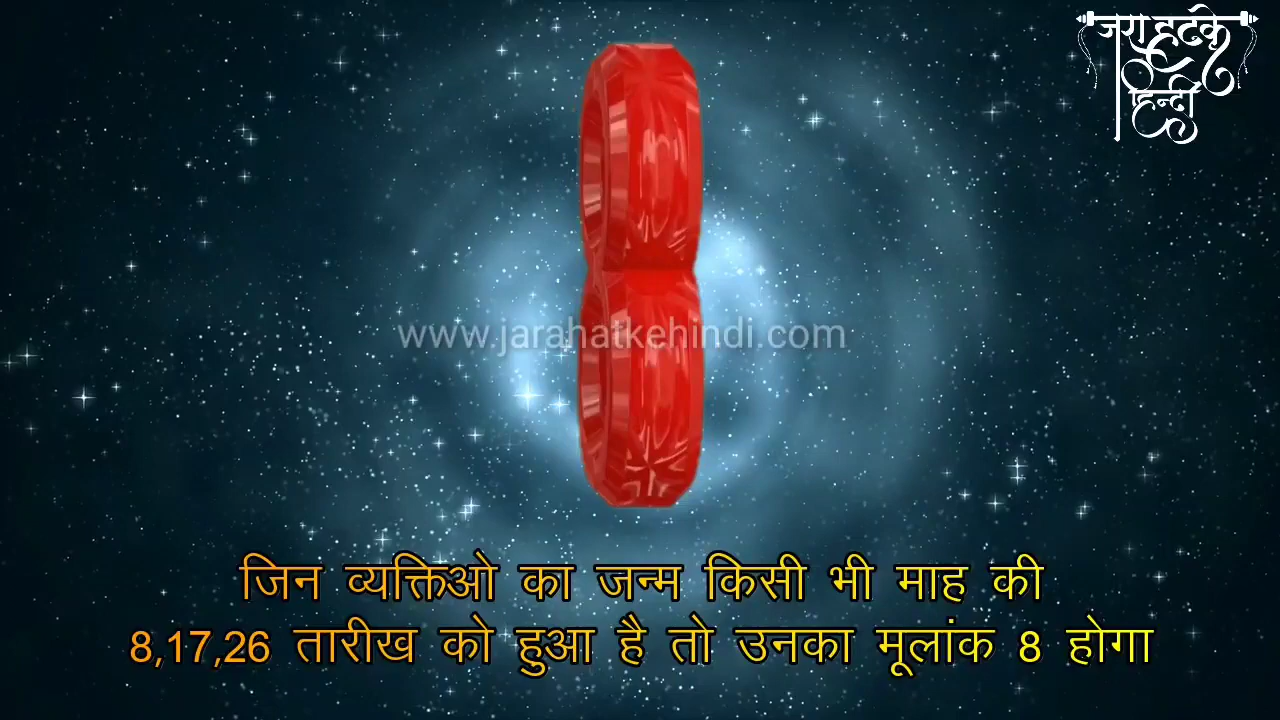 जरा हटके
हिन्दी
www.jarahatkehindi.com
जिन व्यक्तिओ का जन्म किसी भी माह की
8,17,26 तारीख को हुआ है तो उनका मूलांक 8 होगा